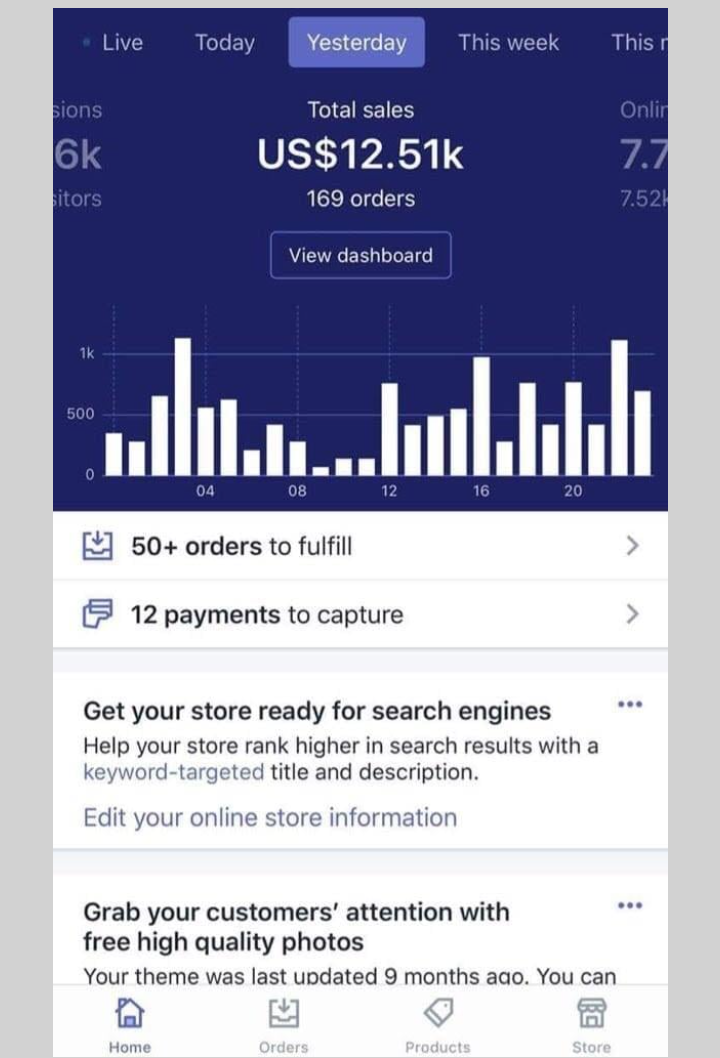 Live Today Yesterday This week This
Total sales
6k US$12.51k 7.7
169 orders 7.52k
View dashboard
1k
500
0
04 08 12 16 20
50+ orders to fulfill
12 payments to capture
Get your store ready for search engines
Help your store rank higher in search results with a
keyword-targeted title and description.
Edit your online store information
Grab your customers’ attention with
free high quality photos
Your theme was last updated 9 months ago. You can
Home Orders Products Store